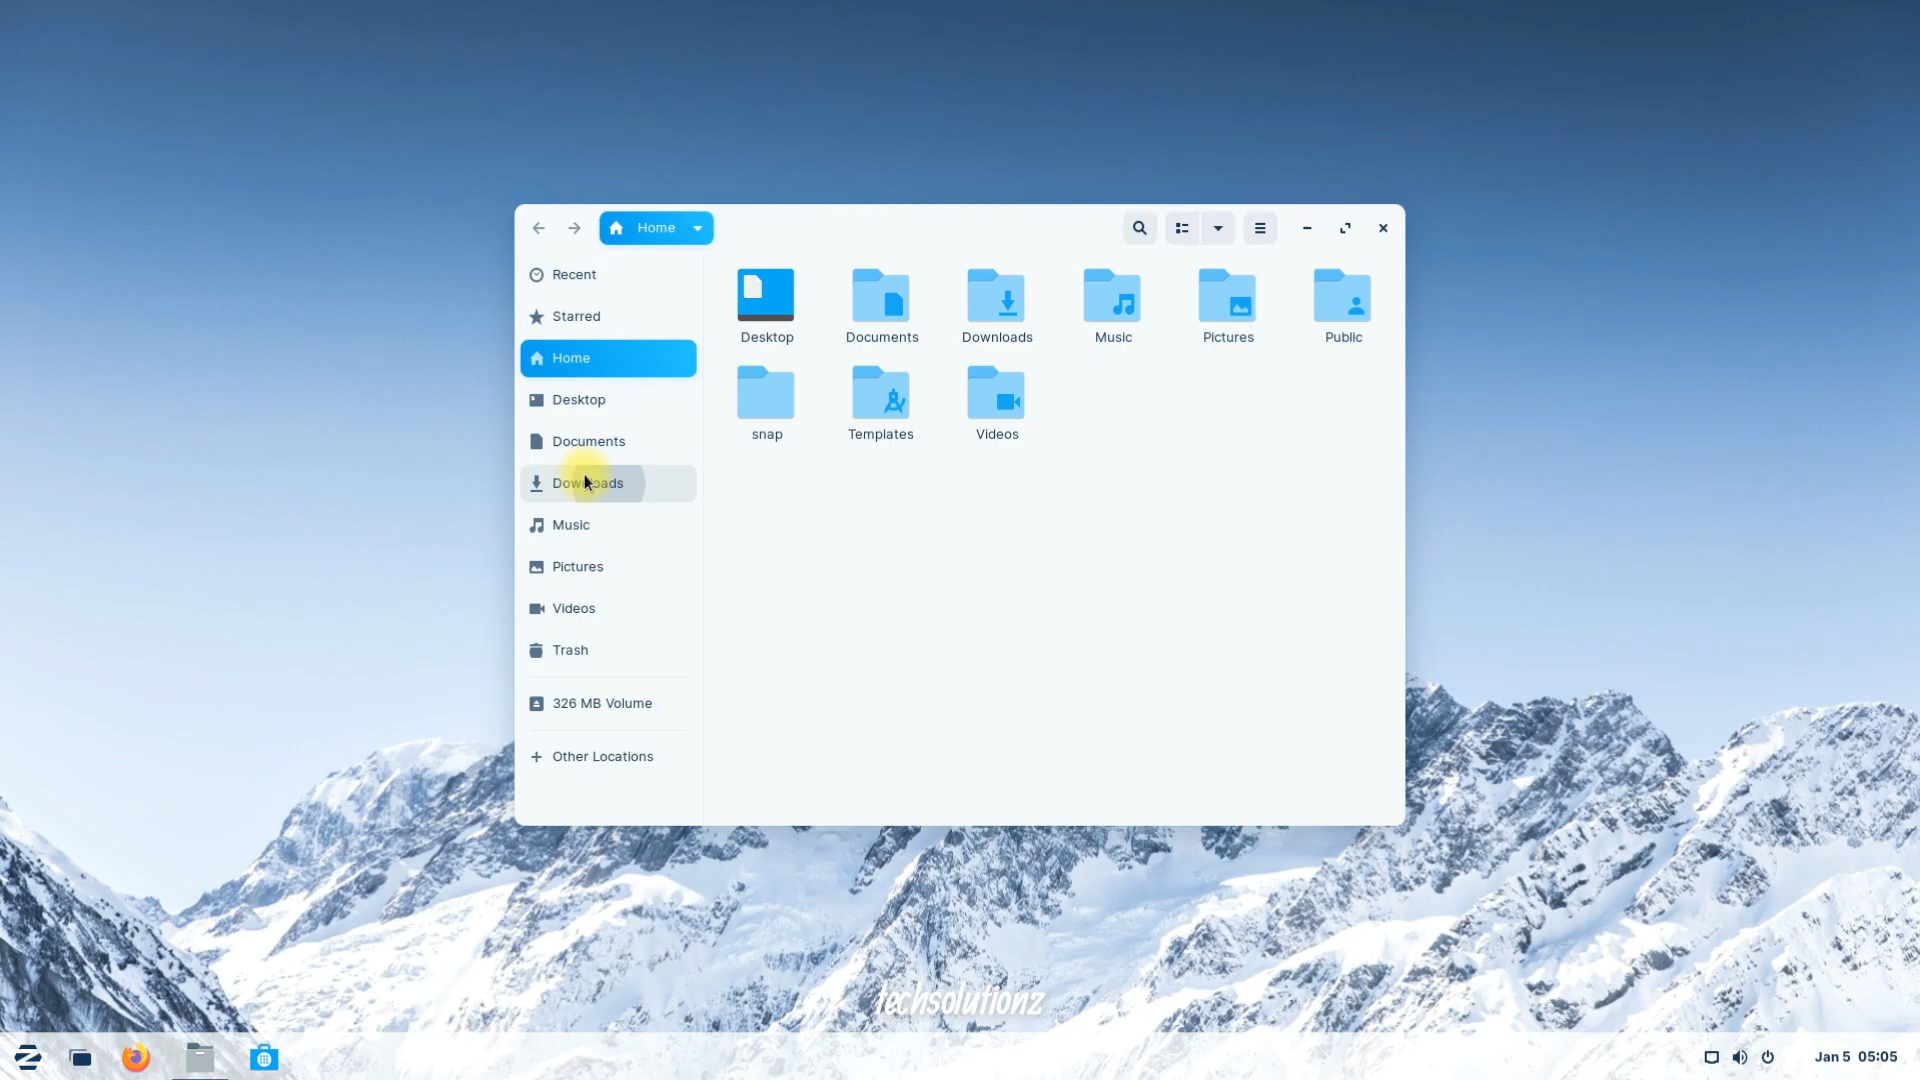 Home
Recent
Starred
Home
Desktop
Documents
Downloads
Music
Pictures
Videos
Trash
326 MB Volume
Other Locations
Desktop
Documents
Downloads
Music
Pictures
Public
snap
Templates
Videos
techsolutionz
Jan 5 05:05